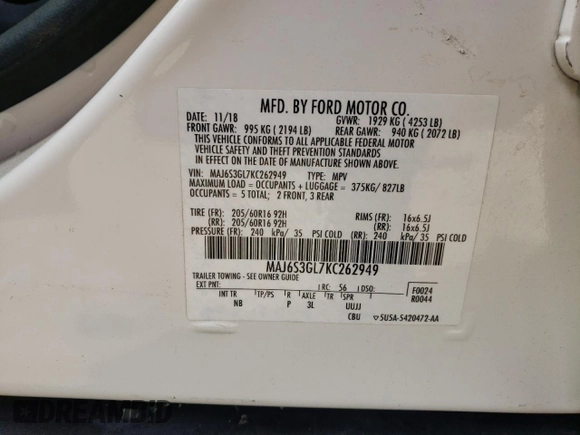 MFD. BY FORD MOTOR CO.
DATE: 11/18 GVWR: 1929 KG ( 4253 LB)
FRONT GAWR: 995 KG ( 2194 LB) REAR GAWR: 940 KG ( 2072 LB)
THIS VEHICLE CONFORMS TO ALL APPLICABLE FEDERAL MOTOR
VEHICLE SAFETY AND THEFT PREVENTION STANDARDS
IN EFFECT ON THE DATE OF MANUFACTURE SHOWN ABOVE.
VIN: MAJ6S3GL7KC262949 TYPE: MPV
MAXIMUM LOAD = OCCUPANTS + LUGGAGE = 375KG/ 827LB
OCCUPANTS = 5 TOTAL; 2 FRONT, 3 REAR
TIRE (FR): 205/60R16 92H RIMS (FR): 16x6.5J
(RR): 205/60R16 92H (RR): 16x6.5J
PRESSURE (FR): 240 kPa/ 35 PSI COLD (RR): 240 kPa/ 35 PSI COLD
MAJ6S3GL7KC262949
TRAILER TOWING - SEE OWNER GUIDE
EXT PNT: RC: 56 DSO: F0024
R0044
INT TR TP/PS R AXLE TR SPR
NB P 3L UUJJ
CBU 5U5A-5420472-AA
DREAMBID